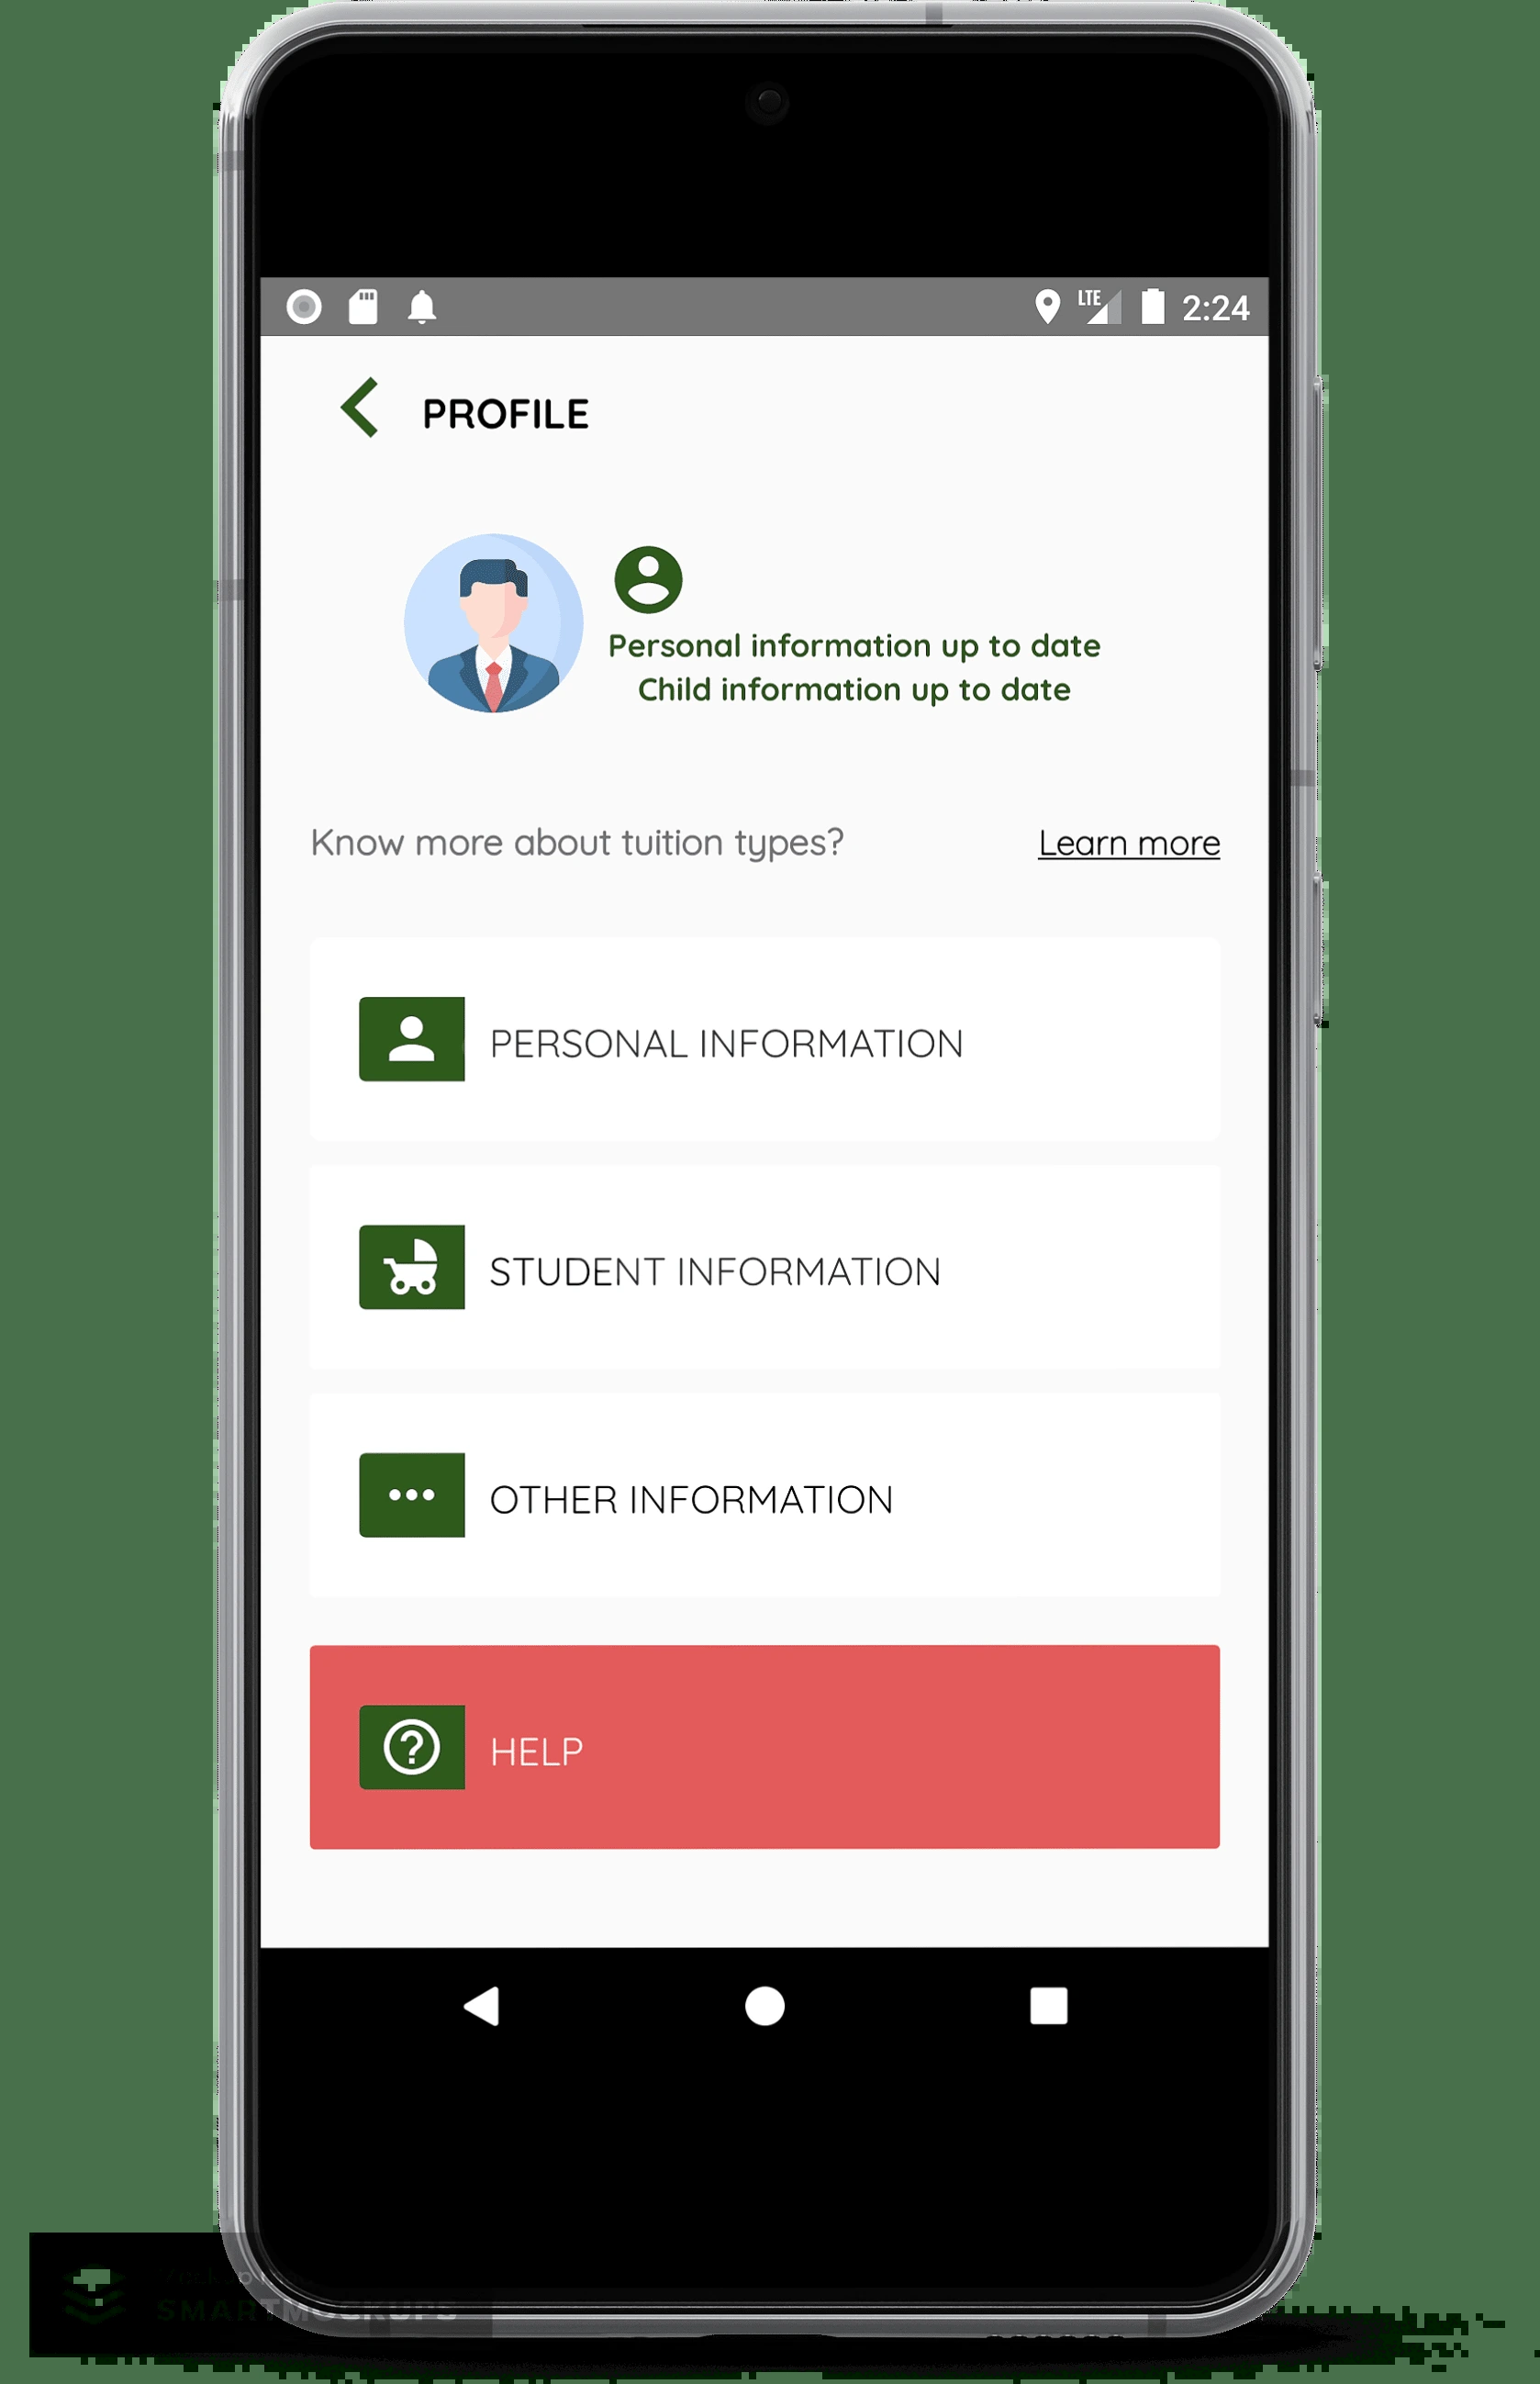 LTE 2:24
PROFILE
Personal information up to date
Child information up to date
Know more about tuition types? Learn more
PERSONAL INFORMATION
STUDENT INFORMATION
OTHER INFORMATION
HELP
SMARTMOCKUPS